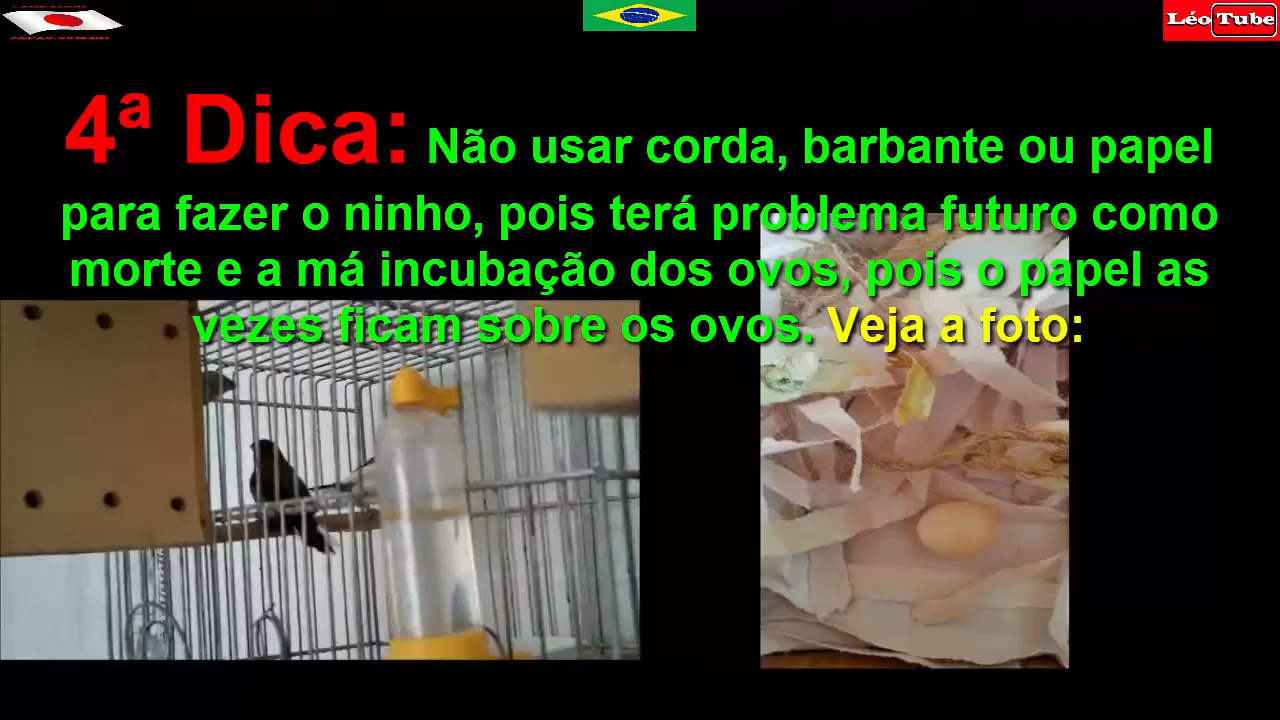 Léo Tube
4ª Dica: Não usar corda, barbante ou papel
para fazer o ninho, pois terá problema futuro como
morte e a má incubação dos ovos, pois o papel as
vezes ficam sobre os ovos. Veja a foto: